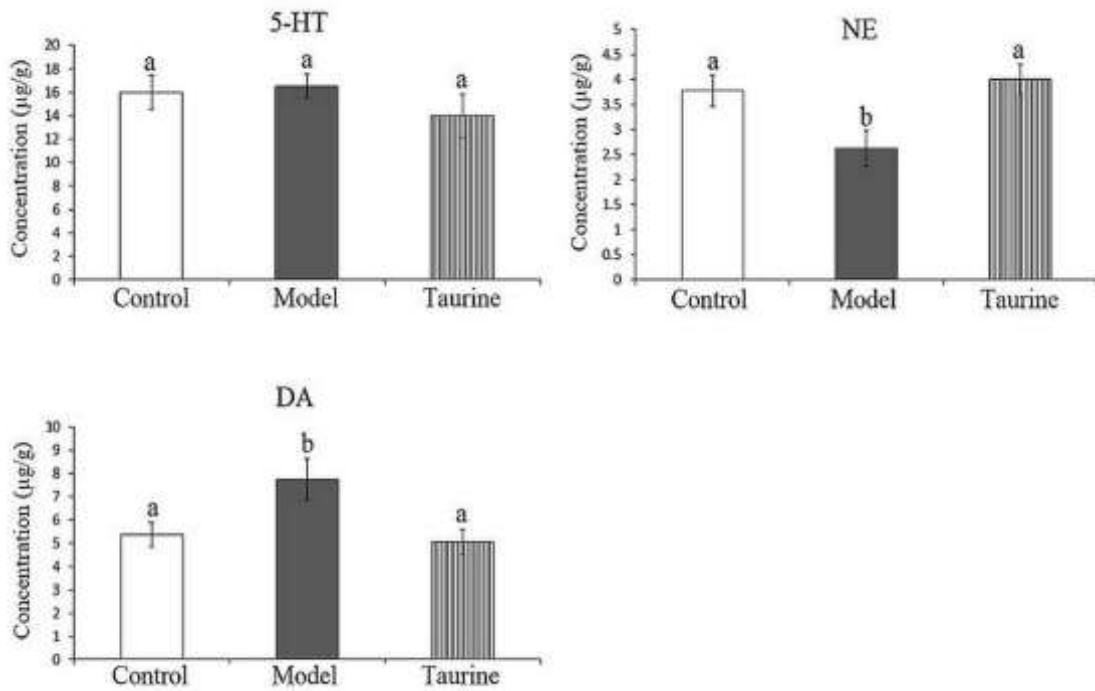 5-HT
Concentration (µg/g)
20
18
16
14
12
10
8
6
4
2
0
a
a
a
Control
Model
Taurine
NE
Concentration (µg/g)
5
4.5
4
3.5
3
2.5
2
1.5
1
0.5
0
a
b
a
Control
Model
Taurine
DA
Concentration (µg/g)
10
9
8
7
6
5
4
3
2
1
0
a
b
a
Control
Model
Taurine